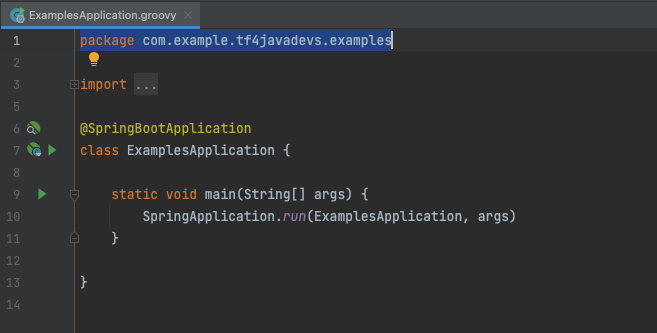 ExamplesApplication.groovy
1 package com.example.tf4javadevs.examples
2
3 import ...
5
6 @SpringBootApplication
7 class ExamplesApplication {
8
9 static void main(String[] args) {
10 SpringApplication.run(ExamplesApplication, args)
11 }
12
13 }
14